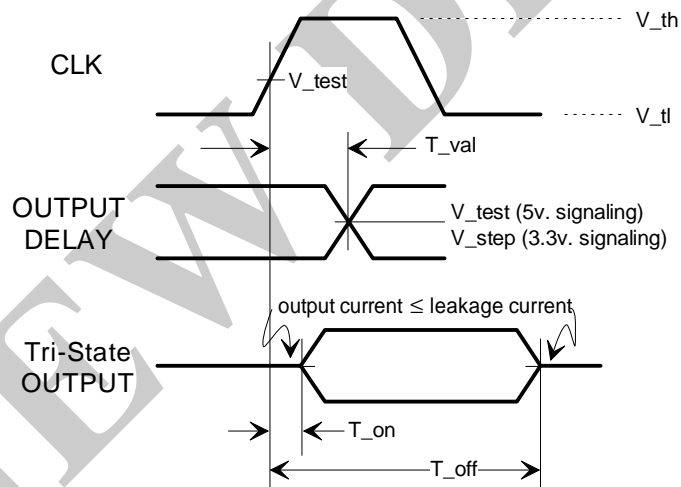 V_th
CLK
V_test
V_tl
T_val
OUTPUT
DELAY
V_test (5v. signaling)
V_step (3.3v. signaling)
output current ≤ leakage current
Tri-State
OUTPUT
T_on
T_off